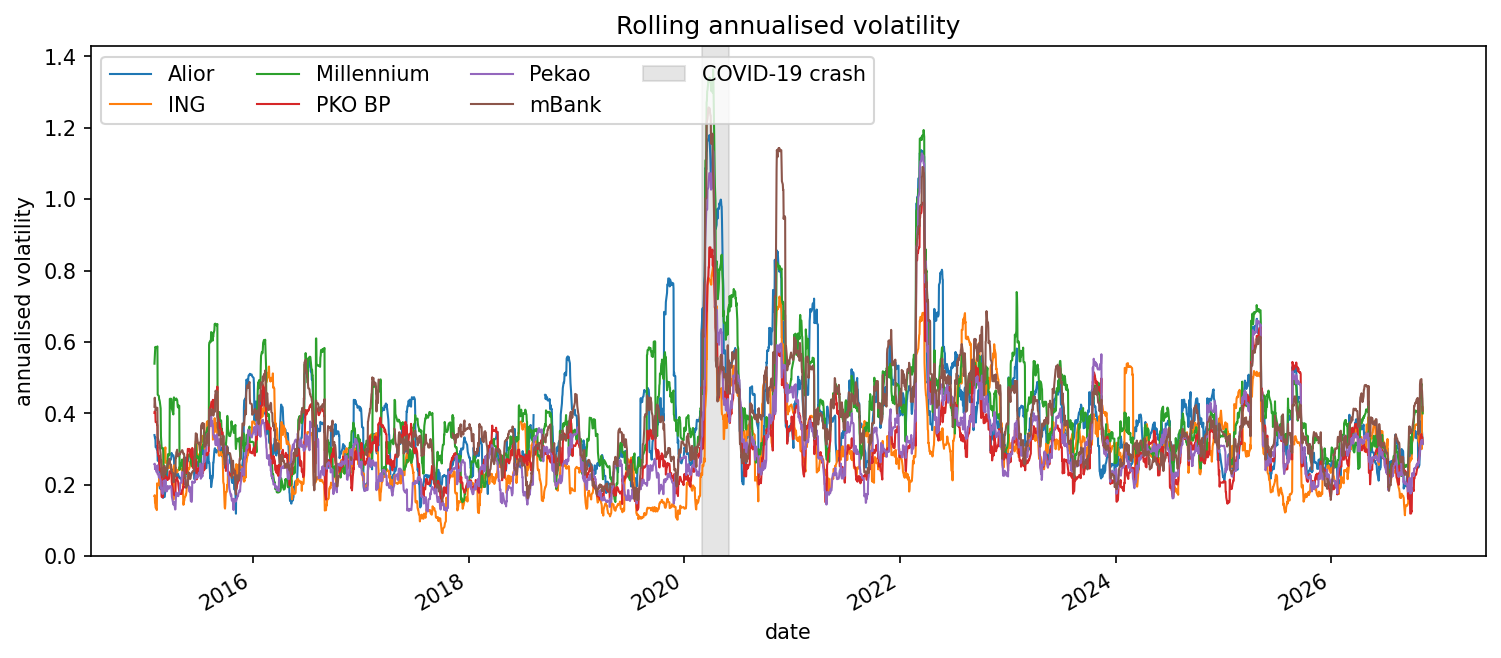 Rolling annualised volatility
1.4
1.2
1.0
0.8
0.6
0.4
0.2
0.0
annualised volatility
Alior
ING
Millennium
PKO BP
Pekao
mBank
COVID-19 crash
2016
2018
2020
2022
2024
2026
date